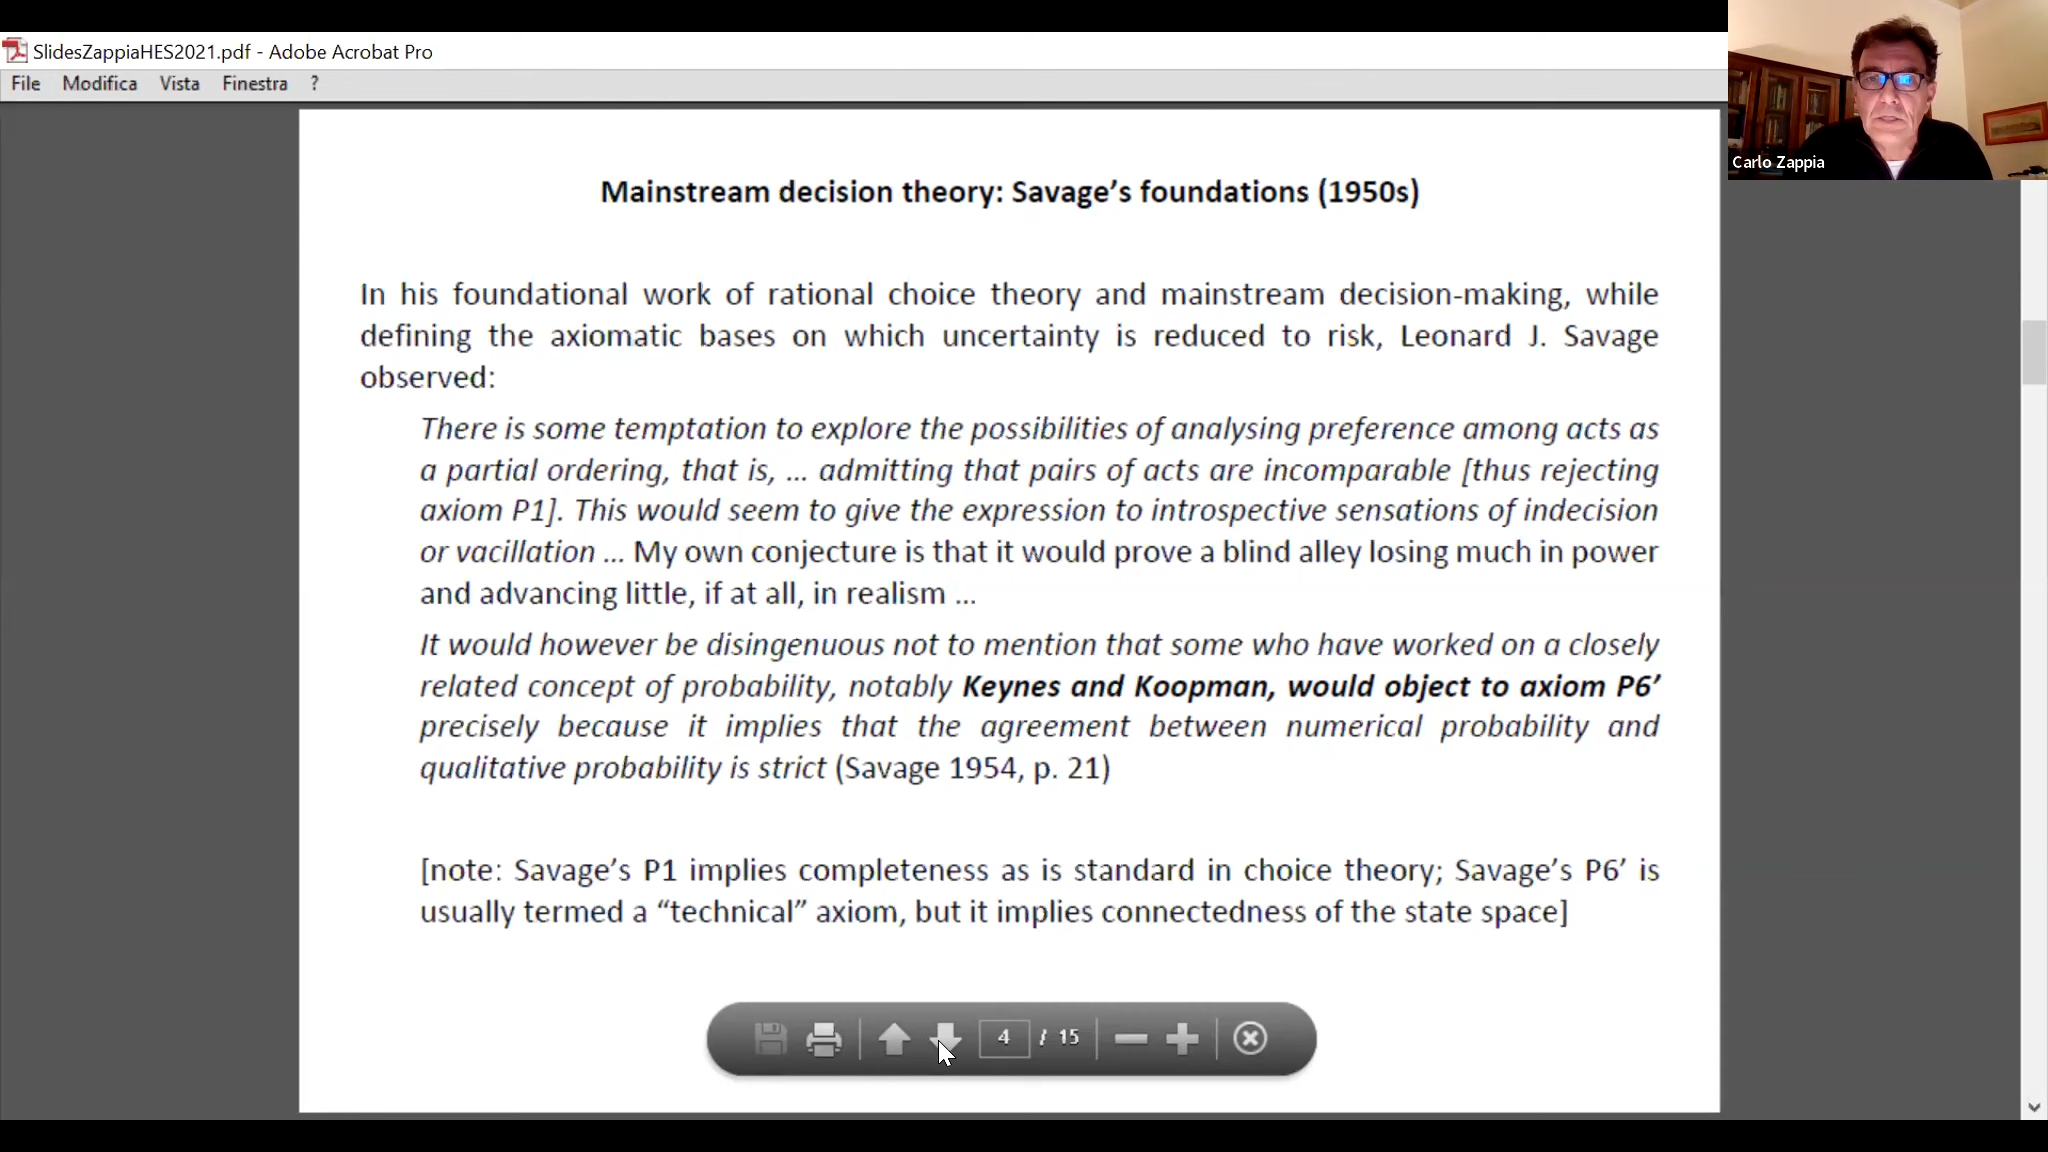 SlidesZappiaHES2021.pdf - Adobe Acrobat Pro
File Modifica Vista Finestra ?
Carlo Zappia
Mainstream decision theory: Savage’s foundations (1950s)
In his foundational work of rational choice theory and mainstream decision-making, while
defining the axiomatic bases on which uncertainty is reduced to risk, Leonard J. Savage
observed:
There is some temptation to explore the possibilities of analysing preference among acts as
a partial ordering, that is, ... admitting that pairs of acts are incomparable [thus rejecting
axiom P1]. This would seem to give the expression to introspective sensations of indecision
or vacillation ... My own conjecture is that it would prove a blind alley losing much in power
and advancing little, if at all, in realism ...
It would however be disingenuous not to mention that some who have worked on a closely
related concept of probability, notably Keynes and Koopman, would object to axiom P6’
precisely because it implies that the agreement between numerical probability and
qualitative probability is strict (Savage 1954, p. 21)
[note: Savage’s P1 implies completeness as is standard in choice theory; Savage’s P6’ is
usually termed a “technical” axiom, but it implies connectedness of the state space]
4 / 15